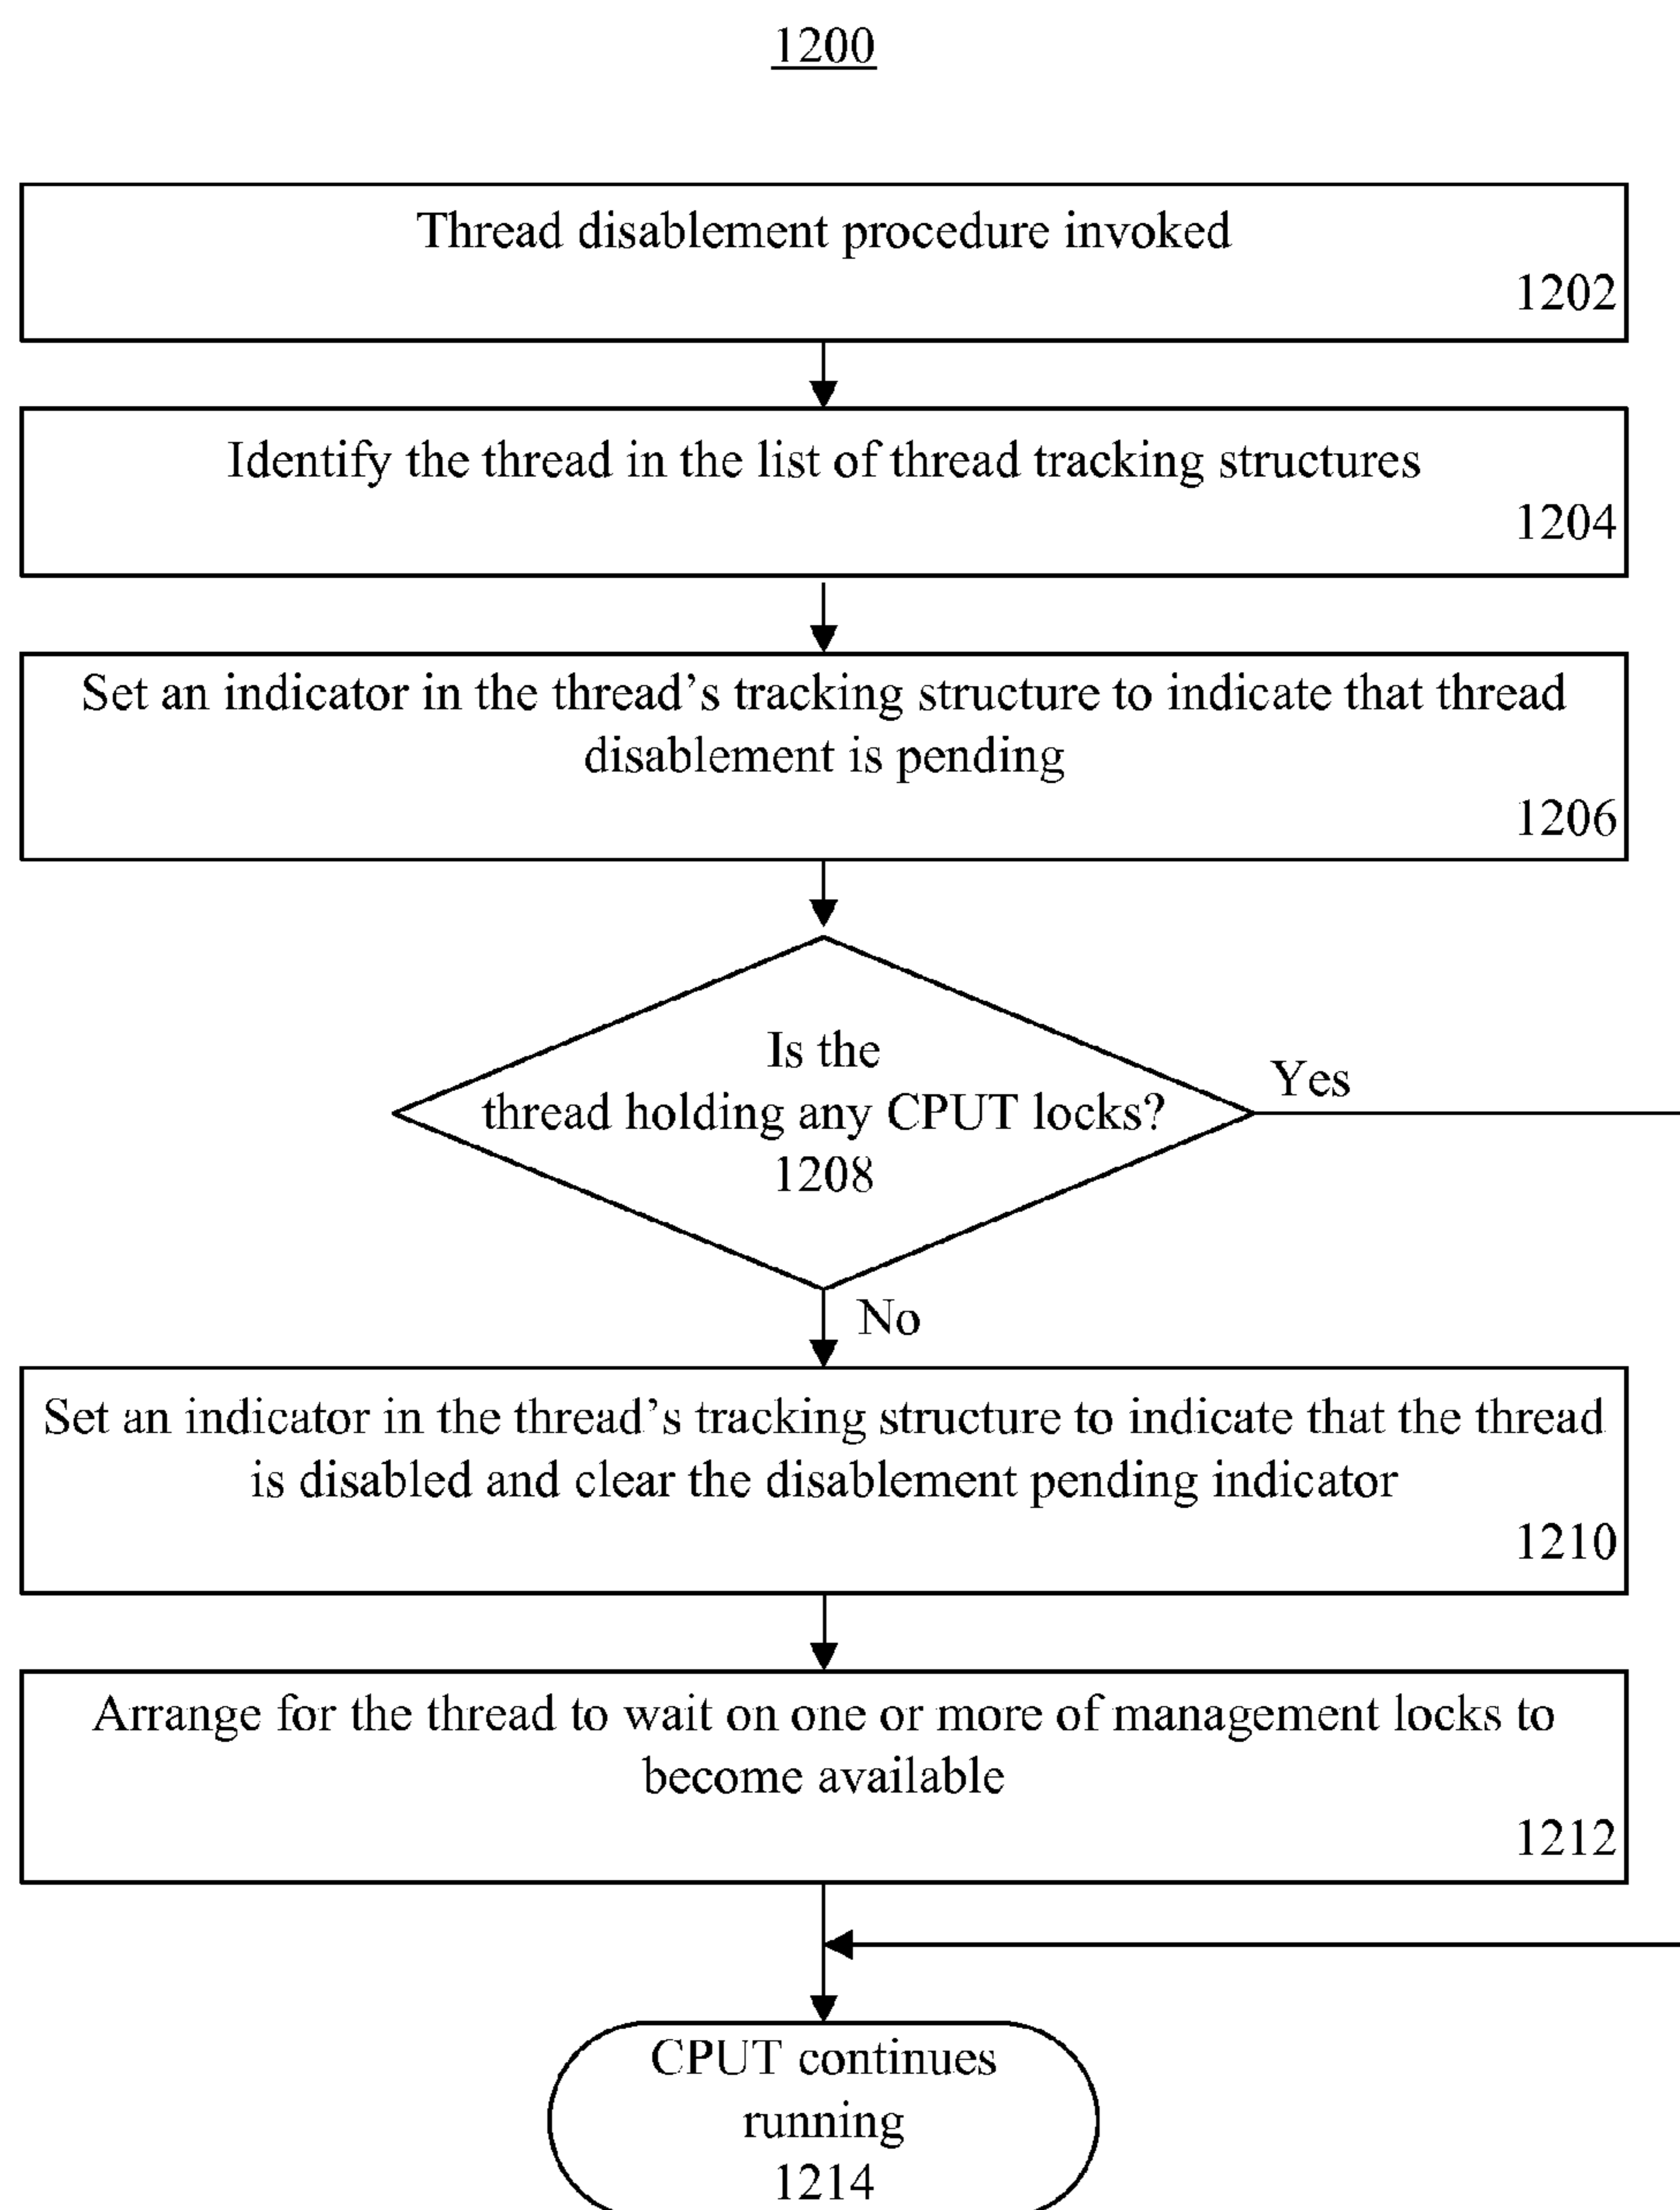 1200
Thread disablement procedure invoked
1202
Identify the thread in the list of thread tracking structures
1204
Set an indicator in the thread’s tracking structure to indicate that thread
disablement is pending
1206
Is the
thread holding any CPUT locks?
1208
Yes
No
Set an indicator in the thread’s tracking structure to indicate that the thread
is disabled and clear the disablement pending indicator
1210
Arrange for the thread to wait on one or more of management locks to
become available
1212
CPUT continues
running
1214